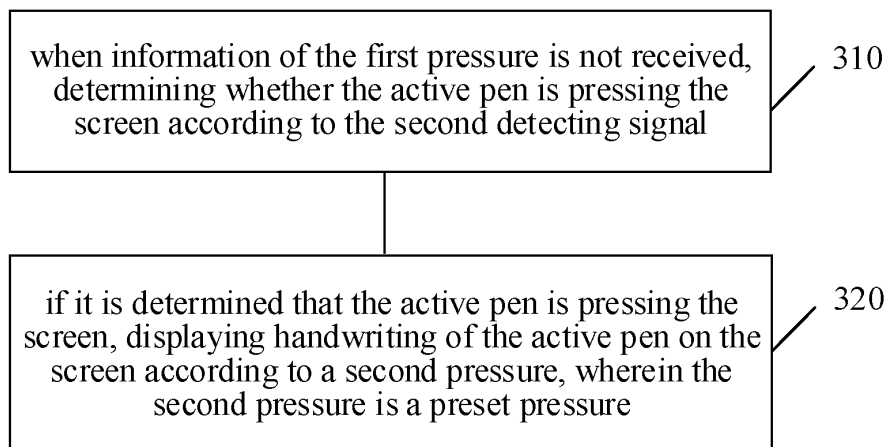 when information of the first pressure is not received,
determining whether the active pen is pressing the
screen according to the second detecting signal
310
if it is determined that the active pen is pressing the
screen, displaying handwriting of the active pen on the
screen according to a second pressure, wherein the
second pressure is a preset pressure
320